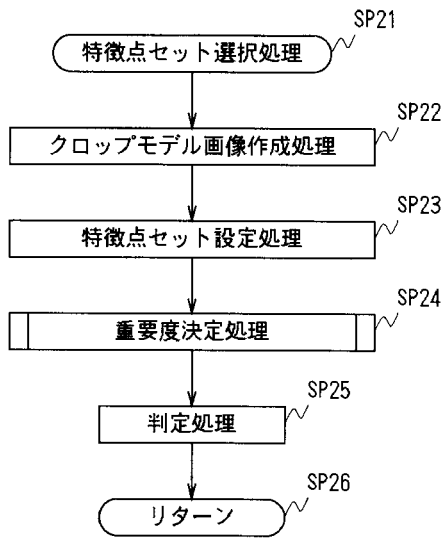 SP21
特徴点セット選択処理
SP22
クロップモデル画像作成処理
SP23
特徴点セット設定処理
SP24
重要度決定処理
SP25
判定処理
SP26
リターン